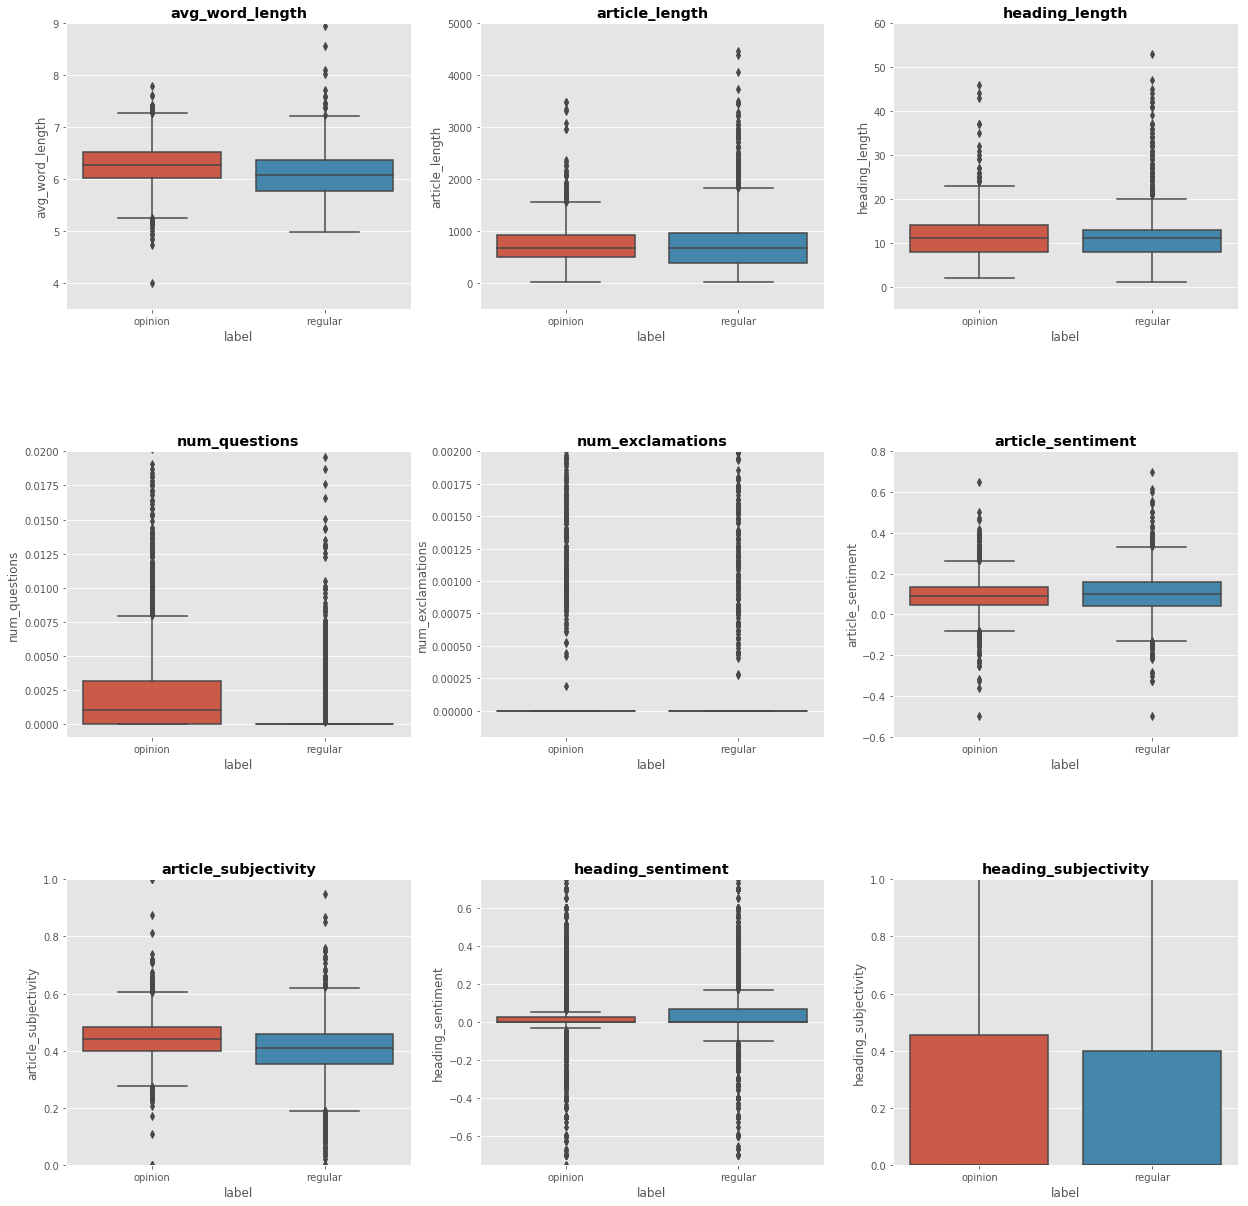 avg_word_length
9
8
7
6
5
4
avg_word_length
opinion
regular
label
article_length
5000
4000
3000
2000
1000
0
article_length
opinion
regular
label
heading_length
60
50
40
30
20
10
0
heading_length
opinion
regular
label
num_questions
0.0200
0.0175
0.0150
0.0125
0.0100
0.0075
0.0050
0.0025
0.0000
num_questions
opinion
regular
label
num_exclamations
0.00200
0.00175
0.00150
0.00125
0.00100
0.00075
0.00050
0.00025
0.00000
num_exclamations
opinion
regular
label
article_sentiment
0.8
0.6
0.4
0.2
0.0
−0.2
−0.4
−0.6
article_sentiment
opinion
regular
label
article_subjectivity
1.0
0.8
0.6
0.4
0.2
0.0
article_subjectivity
opinion
regular
label
heading_sentiment
0.6
0.4
0.2
0.0
−0.2
−0.4
−0.6
heading_sentiment
opinion
regular
label
heading_subjectivity
1.0
0.8
0.6
0.4
0.2
0.0
heading_subjectivity
opinion
regular
label